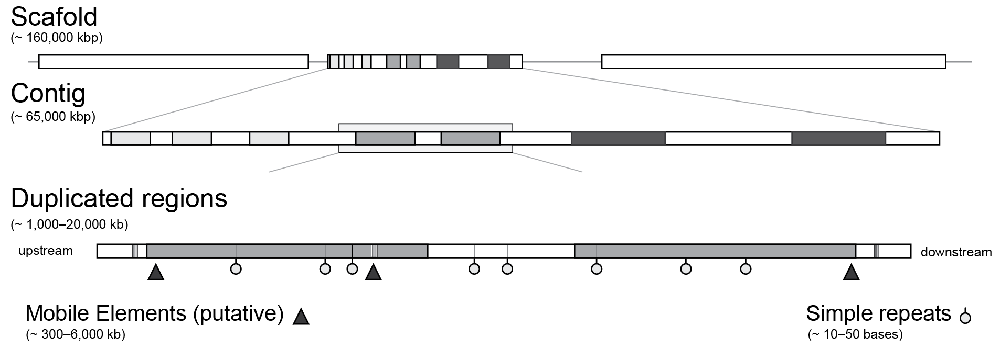 Scafold
(~ 160,000 kbp)
Contig
(~ 65,000 kbp)
Duplicated regions
(~ 1,000–20,000 kb)
upstream
downstream
Mobile Elements (putative)
(~ 300–6,000 kb)
Simple repeats
(~ 10–50 bases)